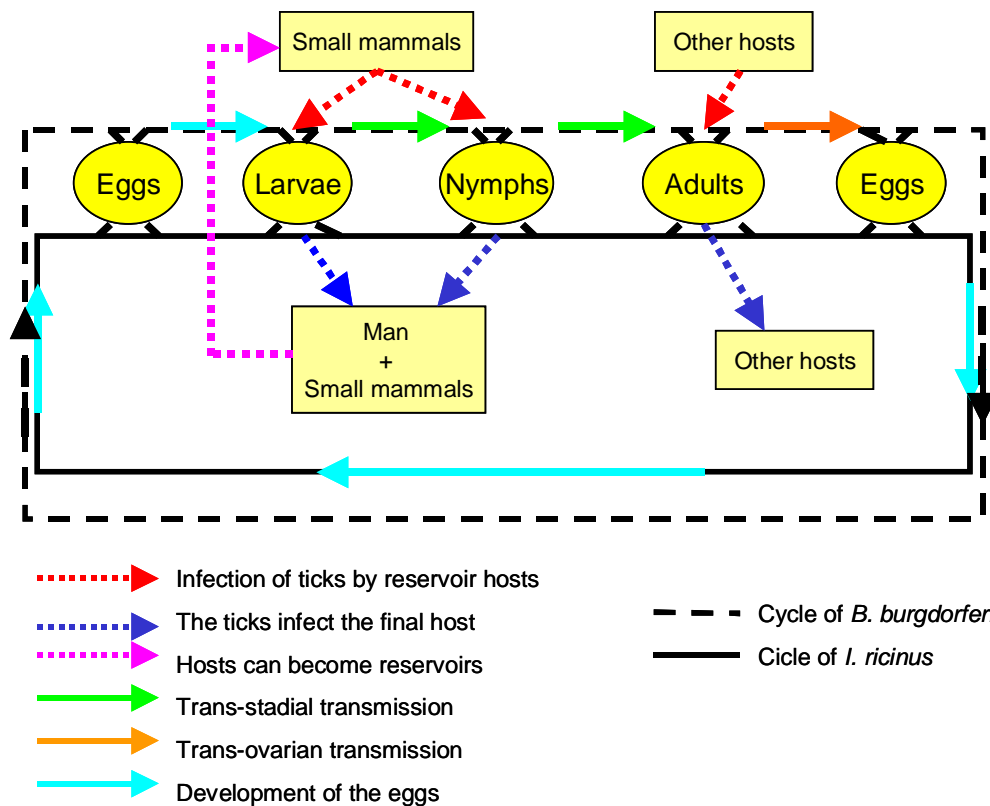 Small mammals
Other hosts
Eggs
Larvae
Nymphs
Adults
Eggs
Man
+
Small mammals
Other hosts
Infection of ticks by reservoir hosts
The ticks infect the final host
Hosts can become reservoirs
Trans-stadial transmission
Trans-ovarian transmission
Development of the eggs
Cycle of B. burgdorfer
Cicle of I. ricinus